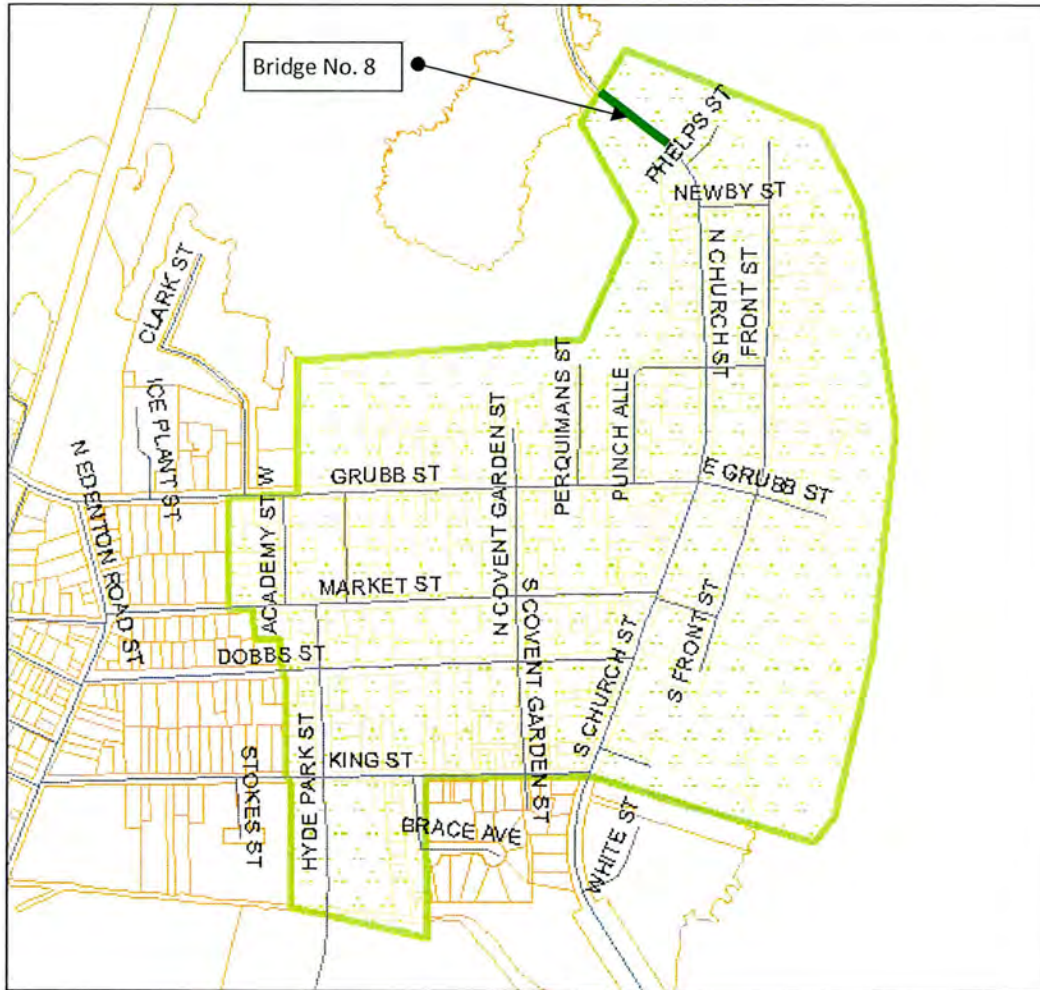 Bridge No. 8
PHELPS ST
NEWBY ST
N CHURCH ST
FRONT ST
CLARK ST
ICE PLANT ST
N EDENTON ROAD ST
PERQUIMANS ST
PUNCH ALLE
N COVENT GARDEN ST
GRUBB ST
E GRUBB ST
ACADEMY ST W
MARKET ST
S COVENT GARDEN ST
S FRONT ST
DOBBS ST
S CHURCH ST
HYDE PARK ST
KING ST
STOKES ST
BRACE AVE
WHITE ST